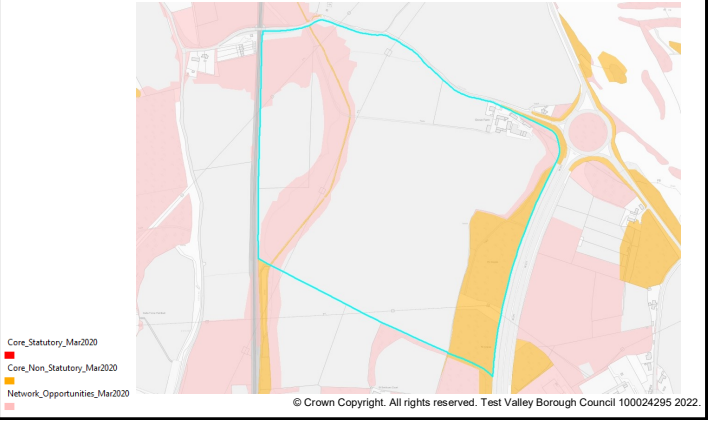 Core_Statutory_Mar2020
Core_Non_Statutory_Mar2020
Network_Opportunities_Mar2020
© Crown Copyright. All rights reserved. Test Valley Borough Council 100024295 2022.